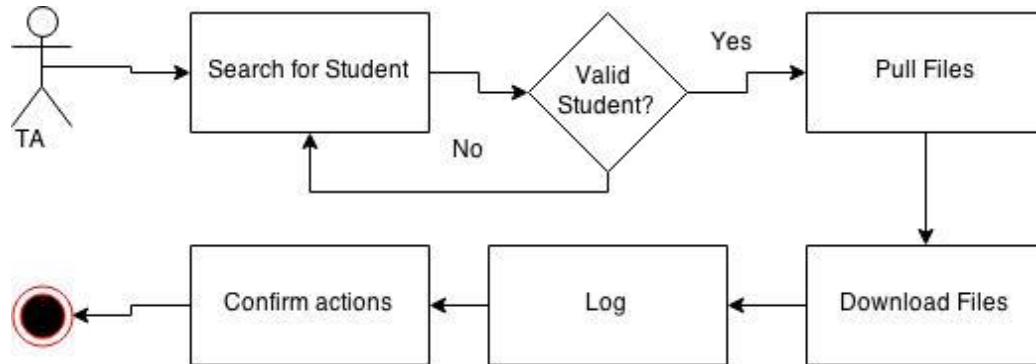 TA
Search for Student
Valid
Student?
Yes
No
Pull Files
Download Files
Log
Confirm actions